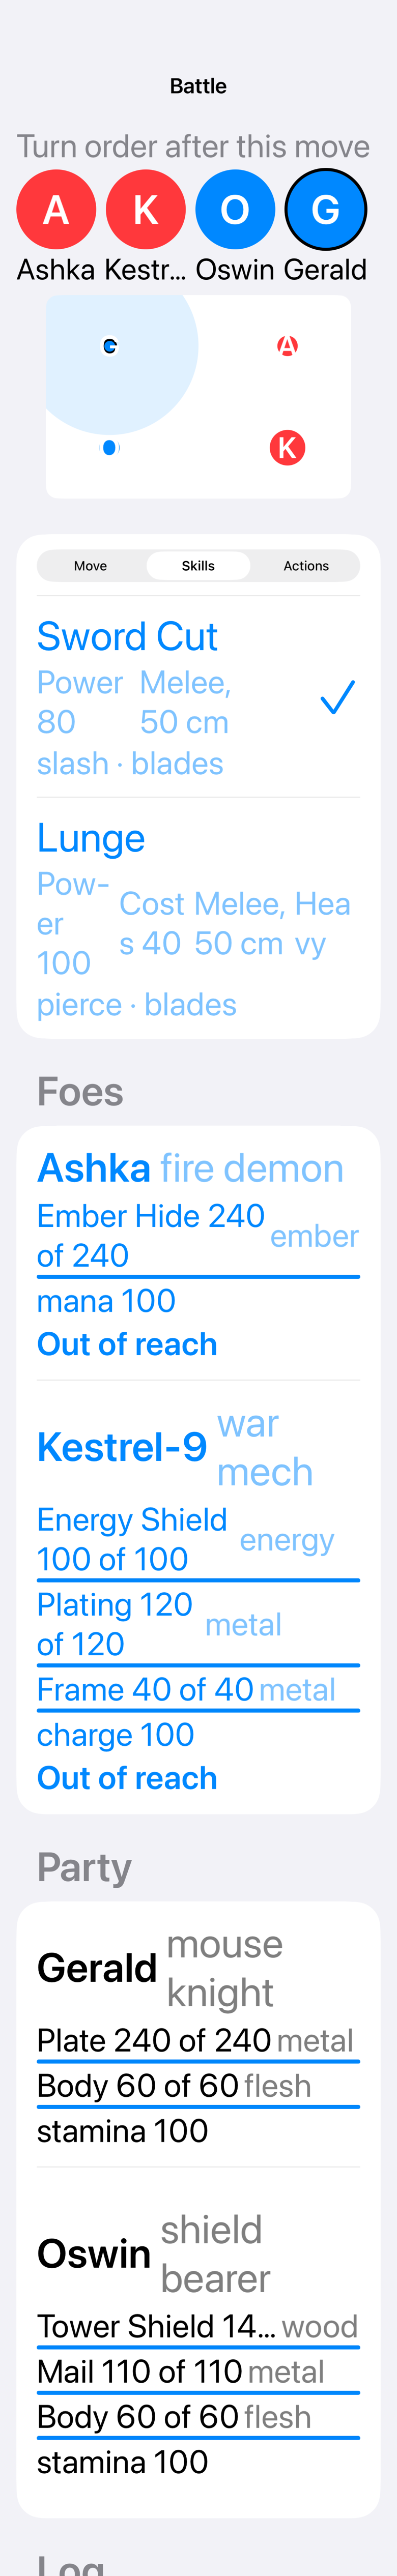 Battle
Turn order after this move
A K O G
Ashka Kestr... Oswin Gerald
A
K
Move Skills Actions
Sword Cut
Power 80 Melee, 50 cm
slash · blades
Lunge
Pow-
er
100
Cost
s 40
Melee,
50 cm
Hea
vy
pierce · blades
Foes
Ashka fire demon
Ember Hide 240
of 240
ember
mana 100
Out of reach
Kestrel-9 war
mech
Energy Shield
100 of 100
energy
Plating 120
of 120
metal
Frame 40 of 40 metal
charge 100
Out of reach
Party
Gerald mouse
knight
Plate 240 of 240 metal
Body 60 of 60 flesh
stamina 100
Oswin shield
bearer
Tower Shield 14... wood
Mail 110 of 110 metal
Body 60 of 60 flesh
stamina 100
Log